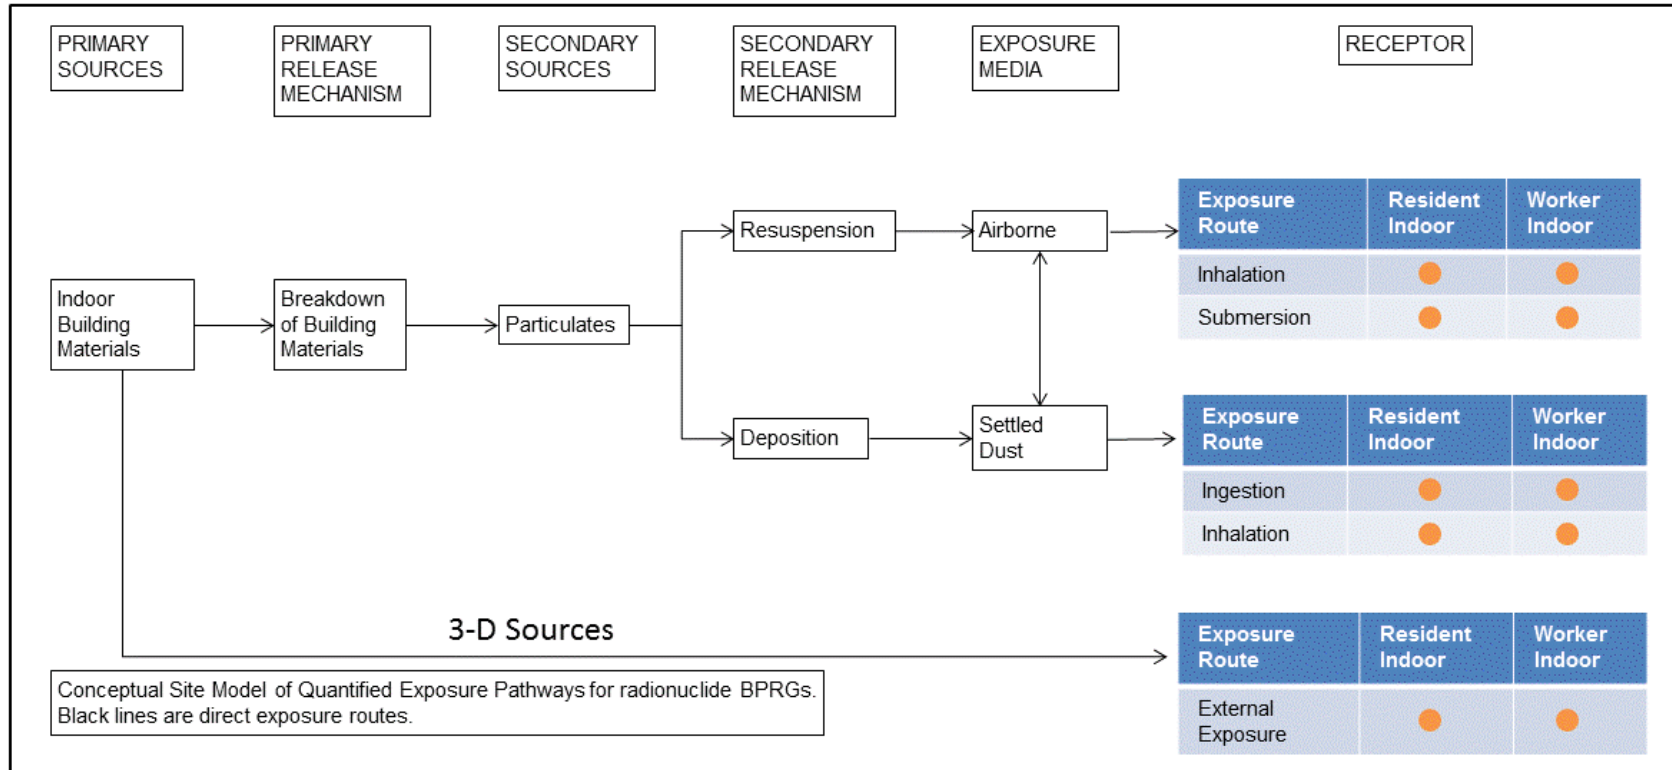 PRIMARY
SOURCES
PRIMARY
RELEASE
MECHANISM
SECONDARY
SOURCES
SECONDARY
RELEASE
MECHANISM
EXPOSURE
MEDIA
RECEPTOR
Indoor
Building
Materials
Breakdown
of Building
Materials
Particulates
Resuspension
Airborne
Deposition
Settled
Dust
Exposure
Route
Resident
Indoor
Worker
Indoor
Inhalation
Submersion
Exposure
Route
Resident
Indoor
Worker
Indoor
Ingestion
Inhalation
3-D Sources
Exposure
Route
Resident
Indoor
Worker
Indoor
External
Exposure
Conceptual Site Model of Quantified Exposure Pathways for radionuclide BPRGs.
Black lines are direct exposure routes.